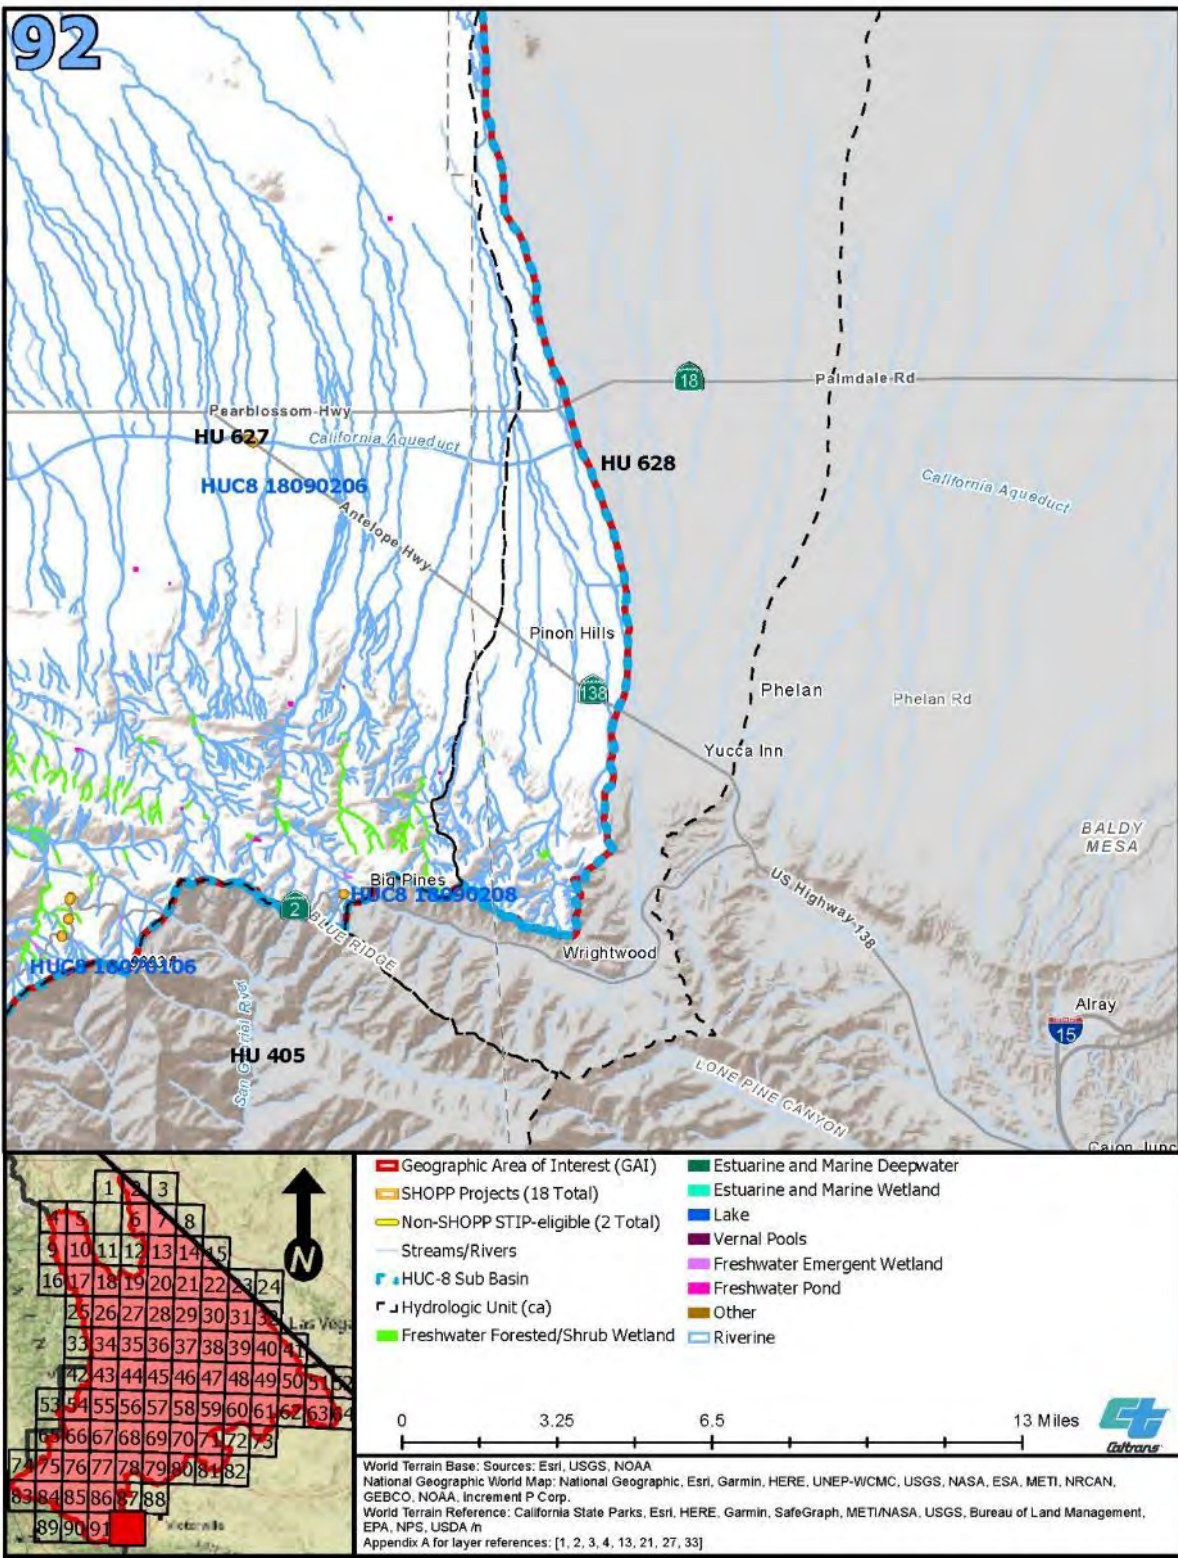 92
18
Palmdale Rd
Pearblossom Hwy
HU 627
California Aqueduct
HU 628
HUC8 18090206
California Aqueduct
Antelope Hwy
Pinon Hills
138
Phelan
Phelan Rd
Yucca Inn
BALDY
MESA
Big Pines
HUC8 18090208
2
BLUE RIDGE
US Highway 138
Wrightwood
HUC8 18070106
San Gabriel River
Alray
15
HU 405
LONE PINE CANYON
Cajon Junc
1 2 3
4 5 6 7 8
9 10 11 12 13 14 15
16 17 18 19 20 21 22 23 24
25 26 27 28 29 30 31 32
Las Vega
33 34 35 36 37 38 39 40 41
42 43 44 45 46 47 48 49 50 51 52
53 54 55 56 57 58 59 60 61 62 63 64
65 66 67 68 69 70 71 72 73
74 75 76 77 78 79 80 81 82
83 84 85 86 87 88
89 90 91
Victorville
N
Geographic Area of Interest (GAI)
SHOPP Projects (18 Total)
Non-SHOPP STIP-eligible (2 Total)
Streams/Rivers
HUC-8 Sub Basin
Hydrologic Unit (ca)
Freshwater Forested/Shrub Wetland
Estuarine and Marine Deepwater
Estuarine and Marine Wetland
Lake
Vernal Pools
Freshwater Emergent Wetland
Freshwater Pond
Other
Riverine
0 3.25 6.5 13 Miles
Caltrans
World Terrain Base: Sources: Esri, USGS, NOAA
National Geographic World Map: National Geographic, Esri, Garmin, HERE, UNEP-WCMC, USGS, NASA, ESA, METI, NRCAN,
GEBCO, NOAA, Increment P Corp.
World Terrain Reference: California State Parks, Esri, HERE, Garmin, SafeGraph, METI/NASA, USGS, Bureau of Land Management,
EPA, NPS, USDA /n
Appendix A for layer references: [1, 2, 3, 4, 13, 21, 27, 33]